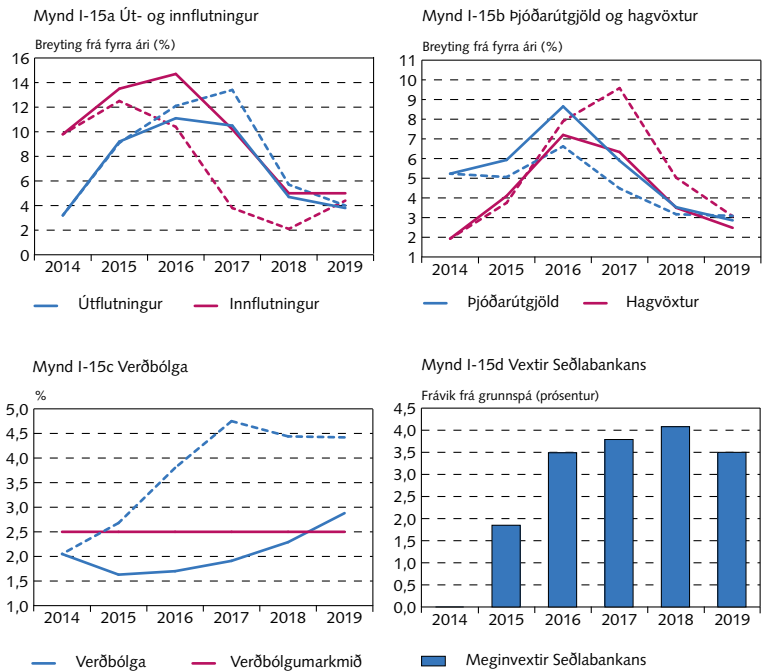 Mynd I-15a Út- og innflutningur
Breyting frá fyrra ári (%)
16
14
12
10
8
6
4
2
0
2014 2015 2016 2017 2018 2019
Útflutningur Innflutningur
Mynd I-15b Þjóðarútgjöld og hagvöxtur
Breyting frá fyrra ári (%)
11
10
9
8
7
6
5
4
3
2
1
2014 2015 2016 2017 2018 2019
Þjóðarútgjöld Hagvöxtur
Mynd I-15c Verðbólga
%
5,0
4,5
4,0
3,5
3,0
2,5
2,0
1,5
1,0
2014 2015 2016 2017 2018 2019
Verðbólga Verðbólgumarkmið
Mynd I-15d Vextir Seðlabankans
Frávik frá grunnspá (prósentur)
4,5
4,0
3,5
3,0
2,5
2,0
1,5
1,0
0,5
0,0
2014 2015 2016 2017 2018 2019
Meginvextir Seðlabankans